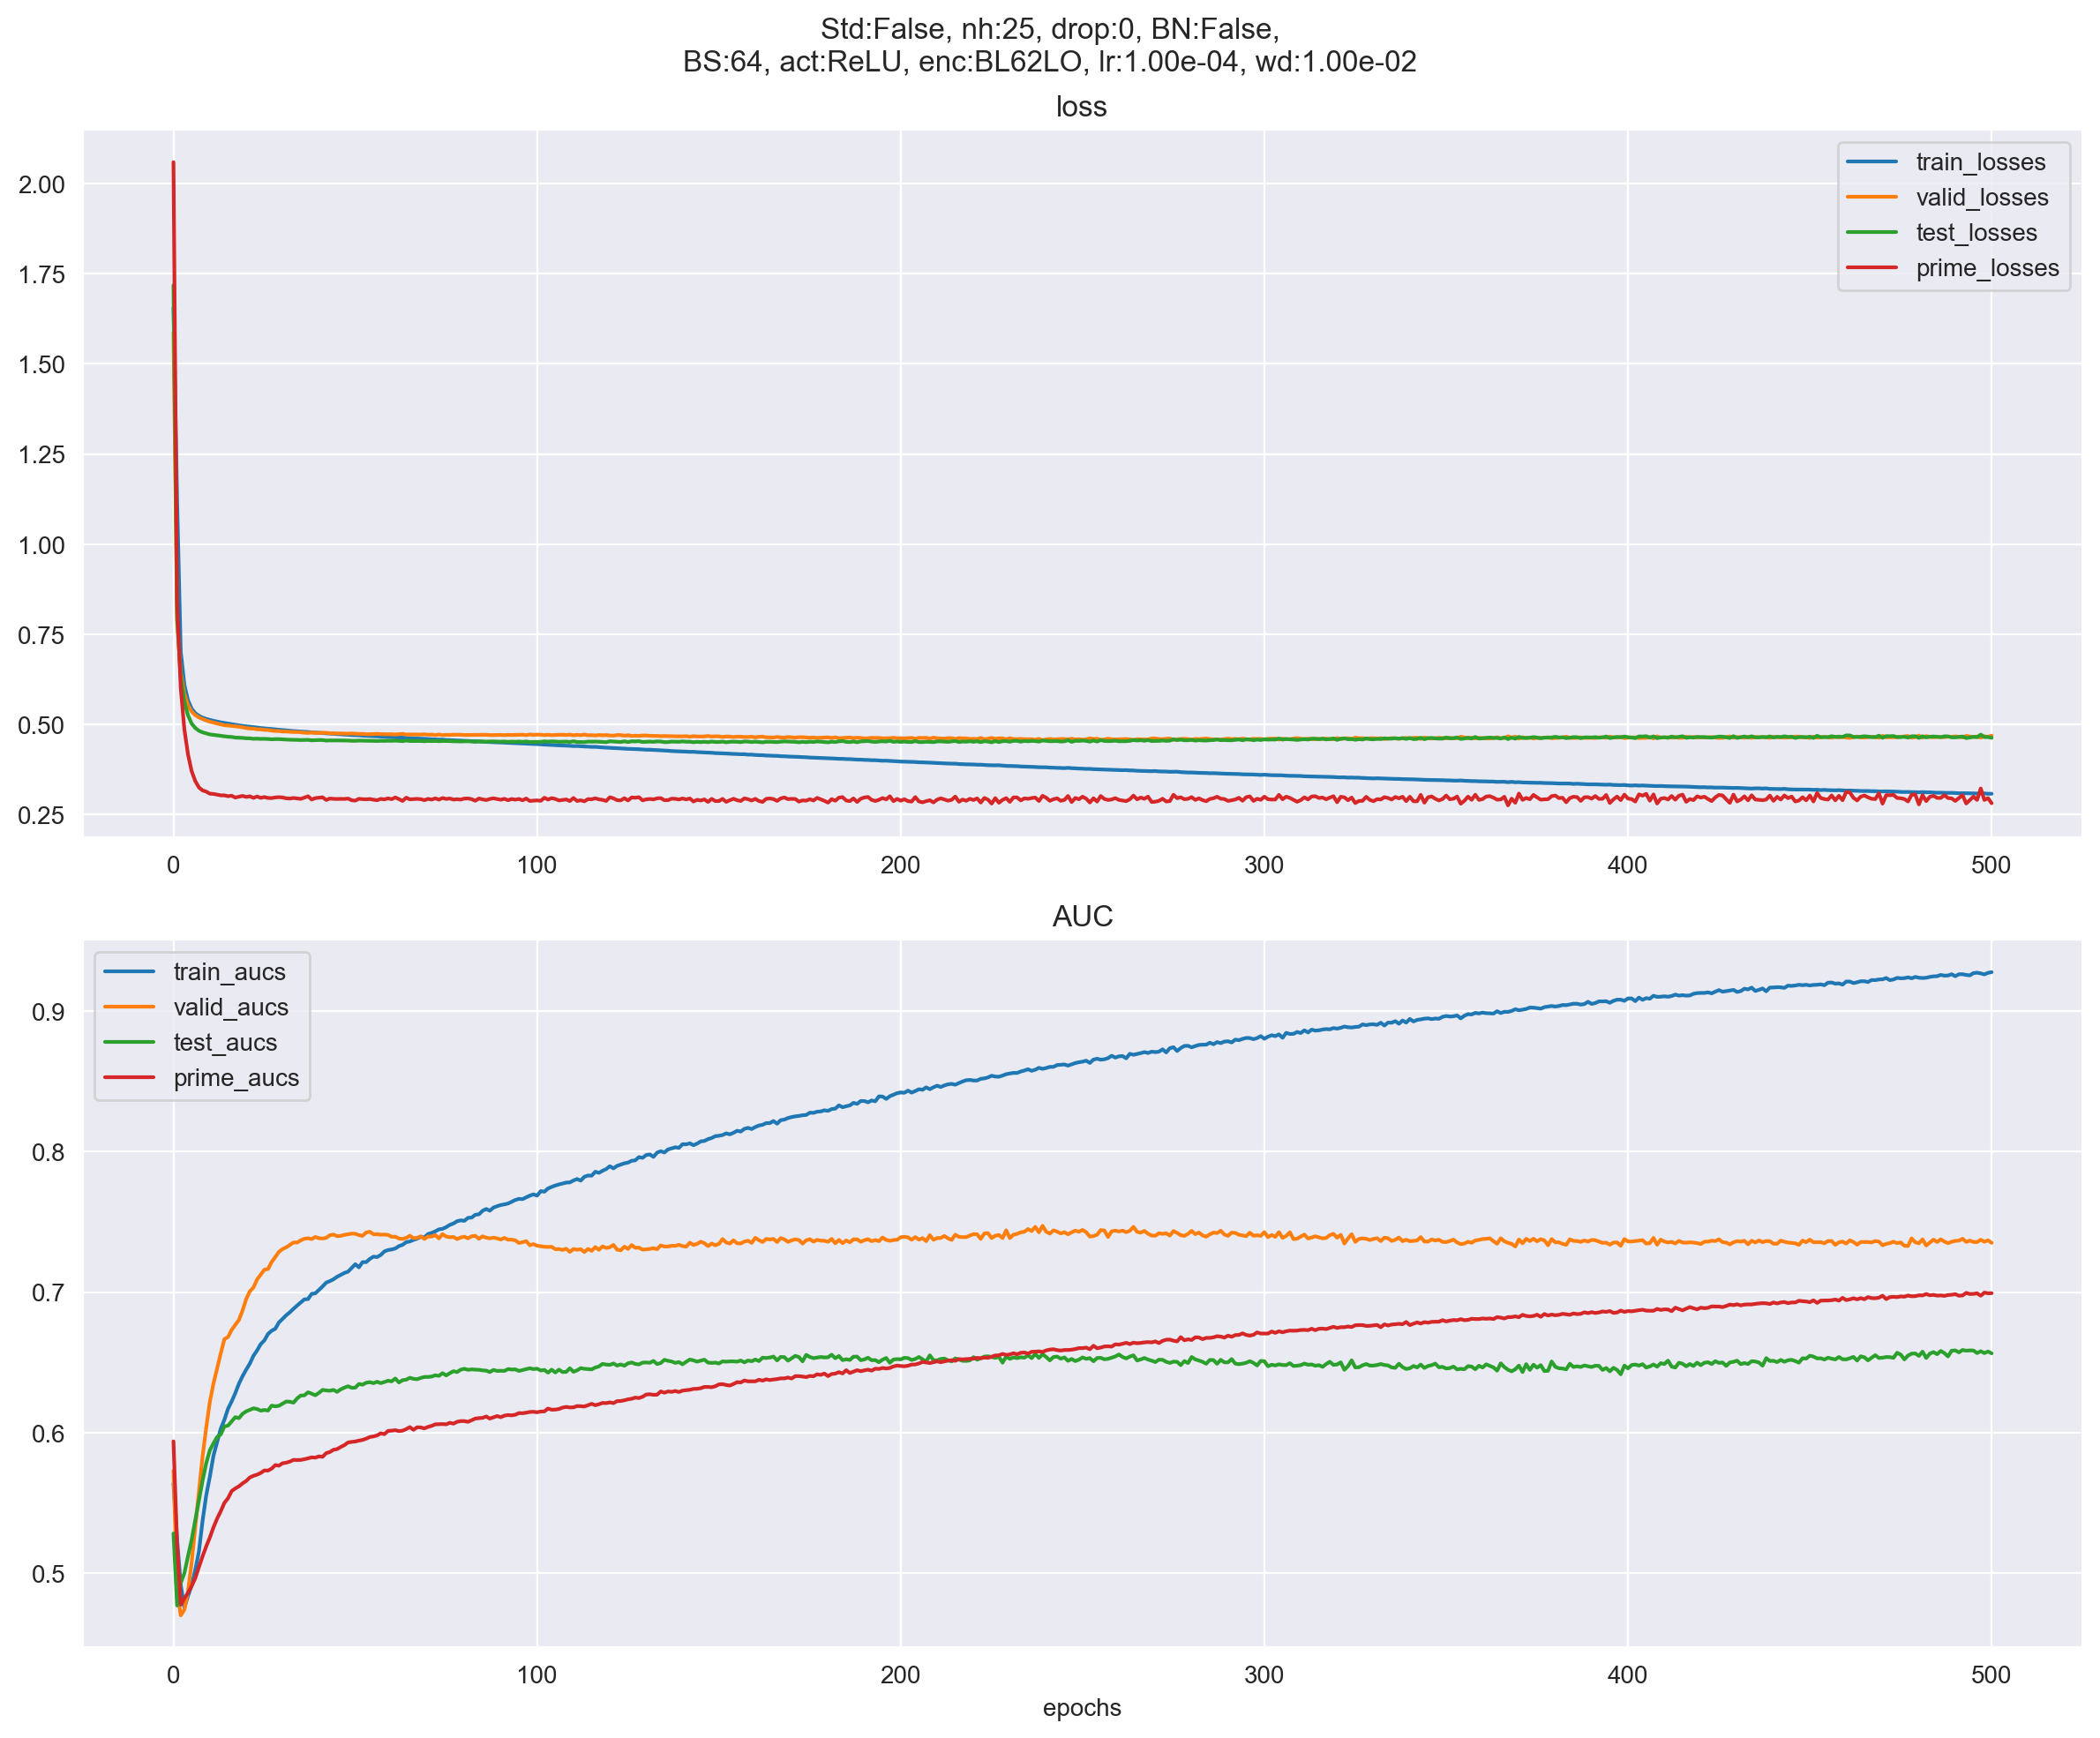 Std:False, nh:25, drop:0, BN:False,
BS:64, act:ReLU, enc:BL62LO, lr:1.00e-04, wd:1.00e-02
loss
2.00
1.75
1.50
1.25
1.00
0.75
0.50
0.25
train_losses
valid_losses
test_losses
prime_losses
0 100 200 300 400 500
AUC
train_aucs
valid_aucs
test_aucs
prime_aucs
0.9
0.8
0.7
0.6
0.5
0 100 200 300 400 500
epochs